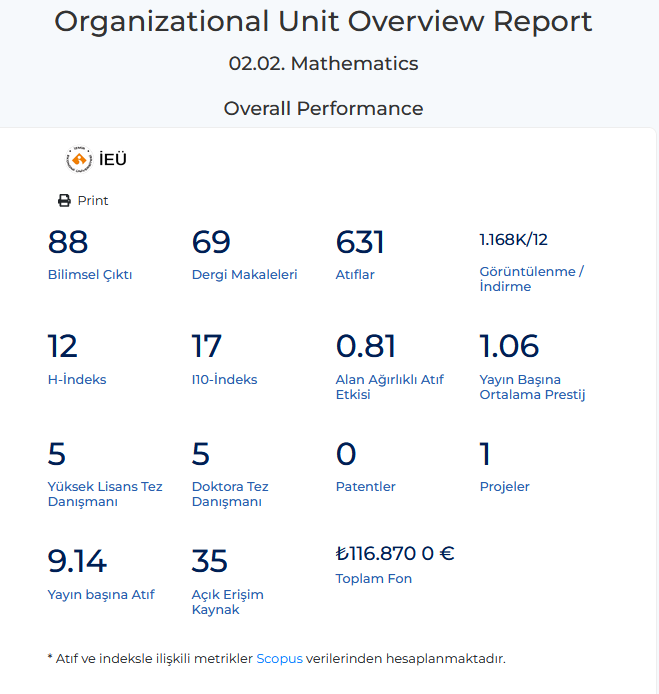 Organizational Unit Overview Report
02.02. Mathematics
Overall Performance
İEÜ
Print
88
Bilimsel Çıktı
69
Dergi Makaleleri
631
Atıflar
1.168K/12
Görüntülenme /
İndirme
12
H-İndeks
17
I10-İndeks
0.81
Alan Ağırlıklı Atıf
Etkisi
1.06
Yayın Başına
Ortalama Prestij
5
Yüksek Lisans Tez
Danışmanı
5
Doktora Tez
Danışmanı
0
Patentler
1
Projeler
9.14
Yayın başına Atıf
35
Açık Erişim
Kaynak
₺116.870 0 €
Toplam Fon
* Atıf ve indeksle ilişkili metrikler Scopus verilerinden hesaplanmaktadır.